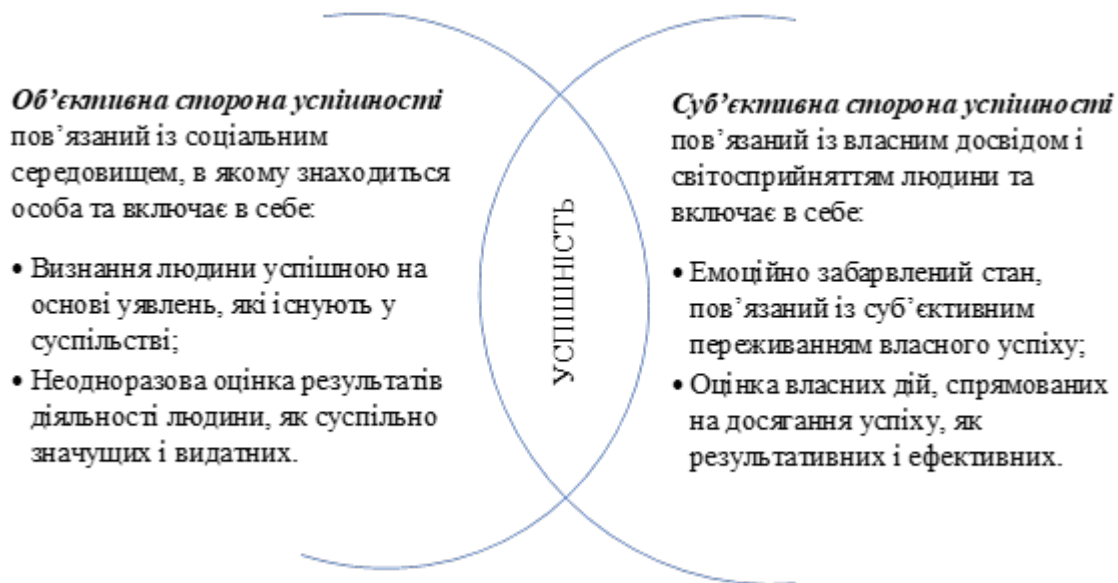 Об’єктивна сторона успішності
пов’язаний із соціальним
середовищем, в якому знаходиться
особа та включає в себе:
• Визнання людини успішною на
основі уявлень, які існують у
суспільстві;
• Неодноразова оцінка результатів
діяльності людини, як суспільно
значущих і видатних.
УСПІШНІСТЬ
Суб’єктивна сторона успішності
пов’язаний із власним досвідом і
світосприйняттям людини та
включає в себе:
• Емоційно забарвлений стан,
пов’язаний із суб’єктивним
переживанням власного успіху;
• Оцінка власних дій, спрямованих
на досягання успіху, як
результативних і ефективних.